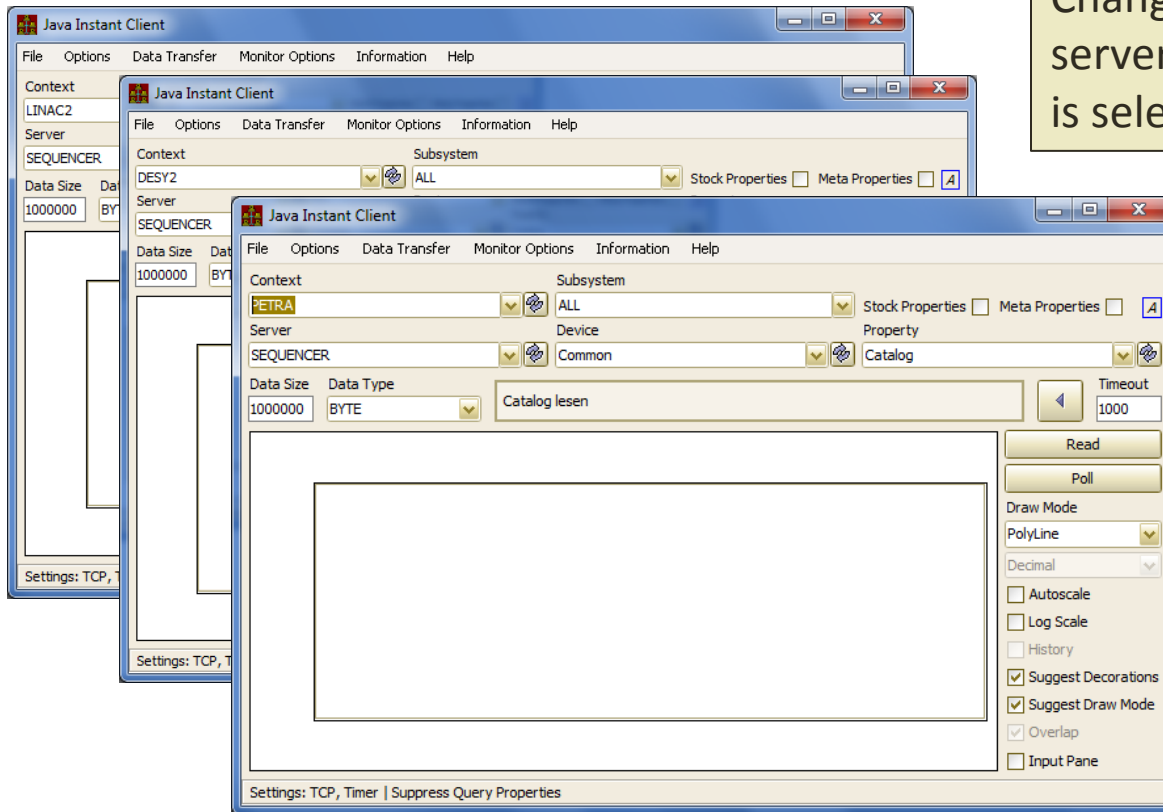 Java Instant Client
File Options Data Transfer Monitor Options Information Help
Context
LINAC2
Server
SEQUENCER
Data Size
1000000
Settings: TCP,
Java Instant Client
File Options Data Transfer Monitor Options Information Help
Context Subsystem
DESY2 ALL Stock Properties Meta Properties A
Server
SEQUENCER
Data Size
1000000
Settings: TCP,
Java Instant Client
File Options Data Transfer Monitor Options Information Help
Context Subsystem
PETRA ALL Stock Properties Meta Properties A
Server Device Property
SEQUENCER Common Catalog
Data Size Data Type Timeout
1000000 BYTE Catalog lesen 1000
Read
Poll
Draw Mode
PolyLine
Decimal
Autoscale
Log Scale
History
Suggest Decorations
Suggest Draw Mode
Overlap
Input Pane
Settings: TCP, Timer | Suppress Query Properties
server
is